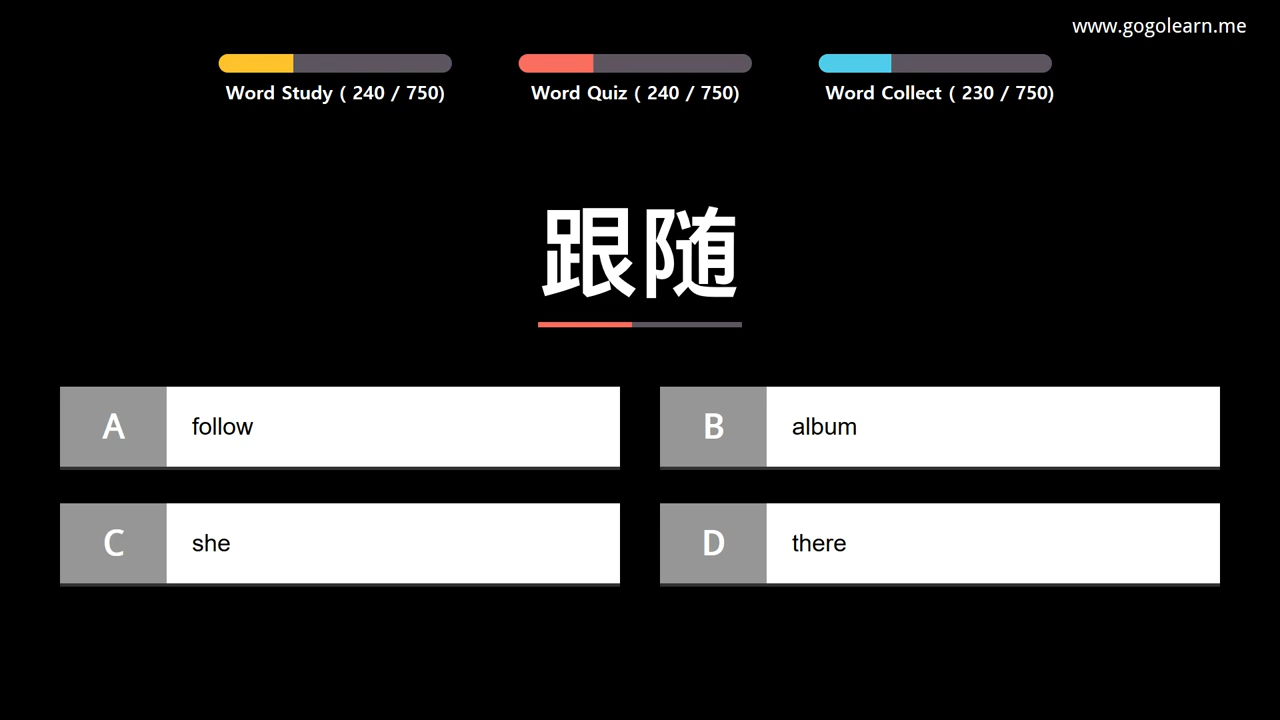 www.gogolearn.me
Word Study ( 240 / 750)
Word Quiz ( 240 / 750)
Word Collect ( 230 / 750)
跟随
A follow
B album
C she
D there